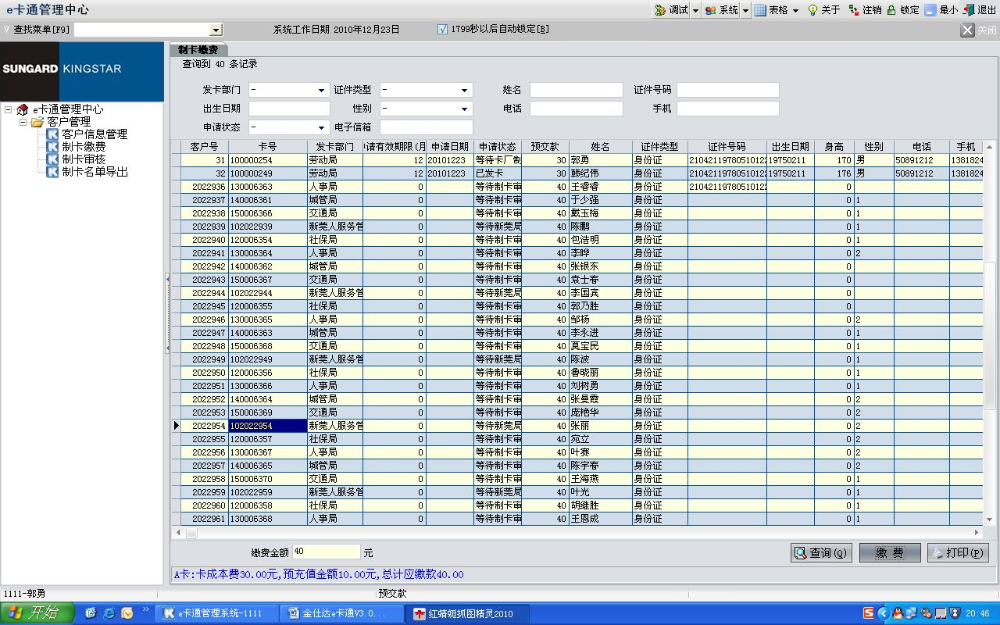 e卡通管理中心 调试 系统 表格 关于 注销 锁定 最小 退出
查找菜单[F9] 系统工作日期 2010年12月23日 1799秒以后自动锁定[B] 关闭
SUNGARD KINGSTAR
e卡通管理中心
客户管理
客户信息管理
制卡缴费
制卡审核
制卡名单导出
制卡缴费
查询到 40 条记录
发卡部门 - 证件类型 - 姓名 证件号码
出生日期 性别 - 电话 手机
申请状态 - 电子信箱
客户号 卡号 发卡部门 请有效期限(月 申请日期 申请状态 预交款 姓名 证件类型 证件号码 出生日期 身高 性别 电话 手机
31 100000254 劳动局 12 20101223 等待卡厂制 30 郭勇 身份证 21042119780510122 19750211 170 男 50891212 1381824
32 100000249 劳动局 12 20101223 已发卡 30 韩纪伟 身份证 21042119780510122 19750211 176 男 50891212 1381824
2022936 130006363 人事局 0 等待制卡审 40 王睿睿 身份证 21042119780510122 0
2022937 140006361 城管局 0 等待制卡审 40 于少强 身份证 0 1
2022938 150006366 交通局 0 等待制卡审 40 戴玉梅 身份证 0 1
2022939 102022939 新莞人服务管 0 等待新莞局 40 陈鹏 身份证 0 1
2022940 120006354 社保局 0 等待制卡审 40 包浩明 身份证 0 1
2022941 130006364 人事局 0 等待制卡审 40 李晔 身份证 0 2
2022942 140006362 城管局 0 等待制卡审 40 张银东 身份证 0
2022943 150006367 交通局 0 等待制卡审 40 袁士春 身份证 0 1
2022944 102022944 新莞人服务管 0 等待新莞局 40 李国宾 身份证 0 1
2022945 120006355 社保局 0 等待制卡审 40 郭乃胜 身份证 0
2022946 130006365 人事局 0 等待制卡审 40 邹杨 身份证 0 2
2022947 140006363 城管局 0 等待制卡审 40 李永进 身份证 0 1
2022948 150006368 交通局 0 等待制卡审 40 莫宝民 身份证 0 1
2022949 102022949 新莞人服务管 0 等待新莞局 40 陈波 身份证 0 1
2022950 120006356 社保局 0 等待制卡审 40 鲁晓丽 身份证 0 2
2022951 130006366 人事局 0 等待制卡审 40 刘树勇 身份证 0 1
2022952 140006364 城管局 0 等待制卡审 40 张曼霞 身份证 0 2
2022953 150006369 交通局 0 等待制卡审 40 庞艳华 身份证 0 2
2022954 102022954 新莞人服务管 0 等待新莞局 40 张丽 身份证 0 2
2022955 120006357 社保局 0 等待制卡审 40 宛立 身份证 0 2
2022956 130006367 人事局 0 等待制卡审 40 叶赛 身份证 0 2
2022957 140006365 城管局 0 等待制卡审 40 陈宇春 身份证 0 2
2022958 150006370 交通局 0 等待制卡审 40 王海燕 身份证 0 1
2022959 102022959 新莞人服务管 0 等待新莞局 40 叶光 身份证 0 1
2022960 120006358 社保局 0 等待制卡审 40 胡继胜 身份证 0 1
2022961 130006368 人事局 0 等待制卡审 40 王恩成 身份证 0 1
缴费金额 40 元 查询(Q) 缴 费 打印(P)
A卡:卡成本费30.00元,预充值金额10.00元,总计应缴款40.00
1111-郭勇 预交款
开始 e卡通管理系统-1111 金仕达e卡通V3.0... 红蜻蜓抓图精灵2010 20:46